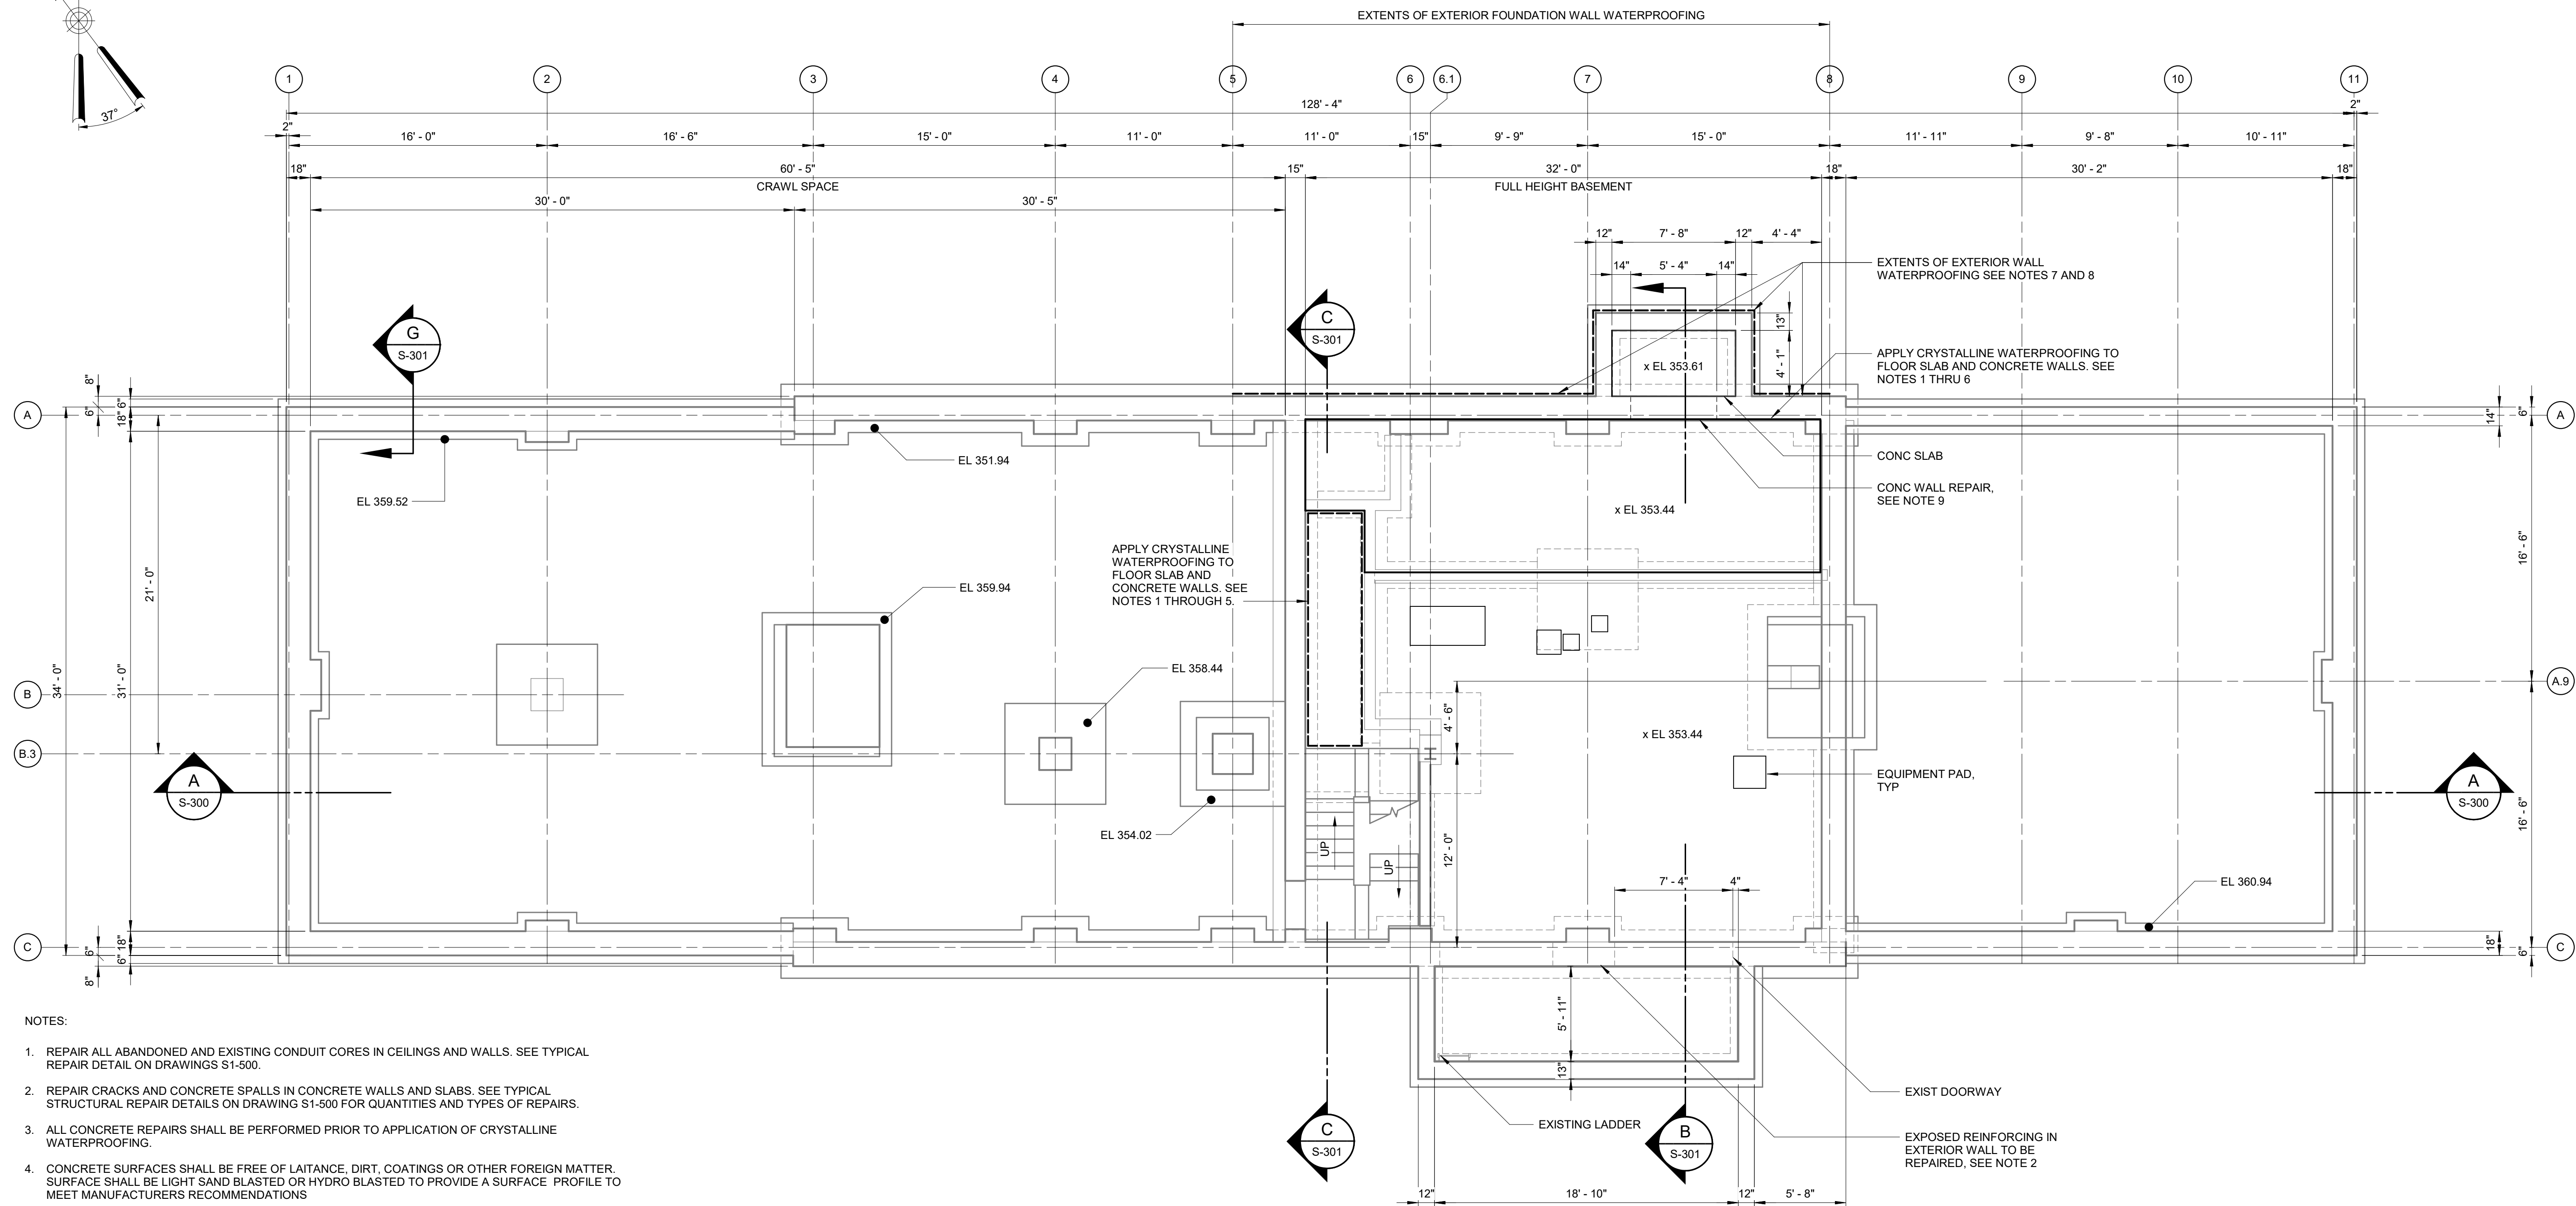 EXTENTS OF EXTERIOR FOUNDATION WALL WATERPROOFING
37°
1 2 3 4 5 6 6.1 7 8 9 10 11
128' - 4"
2"
2"
16' - 0" 16' - 6" 15' - 0" 11' - 0" 11' - 0" 15" 9' - 9" 15' - 0" 11' - 11" 9' - 8" 10' - 11"
18" 60' - 5" 15" 32' - 0" 18" 30' - 2" 18"
CRAWL SPACE
FULL HEIGHT BASEMENT
30' - 0" 30' - 5"
12" 7' - 8" 12" 4' - 4"
14" 5' - 4" 14"
EXTENTS OF EXTERIOR WALL
WATERPROOFING SEE NOTES 7 AND 8
G
S-301
C
S-301
13"
4' - 1"
x EL 353.61
APPLY CRYSTALLINE WATERPROOFING TO
FLOOR SLAB AND CONCRETE WALLS. SEE
NOTES 1 THRU 6
8"
6"
6"
18"
A
A
14"
6"
EL 351.94
CONC SLAB
EL 359.52
CONC WALL REPAIR,
SEE NOTE 9
x EL 353.44
APPLY CRYSTALLINE
WATERPROOFING TO
FLOOR SLAB AND
CONCRETE WALLS. SEE
NOTES 1 THROUGH 5.
21' - 0"
16' - 6"
EL 359.94
34' - 0"
31' - 0"
EL 358.44
B
A.9
4' - 6"
x EL 353.44
B.3
A
S-300
EQUIPMENT PAD,
TYP
A
S-300
16' - 6"
EL 354.02
UP
UP
12' - 0"
7' - 4" 4"
EL 360.94
C
C
6"
18"
6"
8"
18"
6"
5' - 11"
13"
NOTES:
1. REPAIR ALL ABANDONED AND EXISTING CONDUIT CORES IN CEILINGS AND WALLS. SEE TYPICAL
REPAIR DETAIL ON DRAWINGS S1-500.
2. REPAIR CRACKS AND CONCRETE SPALLS IN CONCRETE WALLS AND SLABS. SEE TYPICAL
STRUCTURAL REPAIR DETAILS ON DRAWING S1-500 FOR QUANTITIES AND TYPES OF REPAIRS.
3. ALL CONCRETE REPAIRS SHALL BE PERFORMED PRIOR TO APPLICATION OF CRYSTALLINE
WATERPROOFING.
4. CONCRETE SURFACES SHALL BE FREE OF LAITANCE, DIRT, COATINGS OR OTHER FOREIGN MATTER.
SURFACE SHALL BE LIGHT SAND BLASTED OR HYDRO BLASTED TO PROVIDE A SURFACE PROFILE TO
MEET MANUFACTURERS RECOMMENDATIONS
EXIST DOORWAY
EXISTING LADDER
C
S-301
B
S-301
EXPOSED REINFORCING IN
EXTERIOR WALL TO BE
REPAIRED, SEE NOTE 2
12" 18' - 10" 12" 5' - 8"